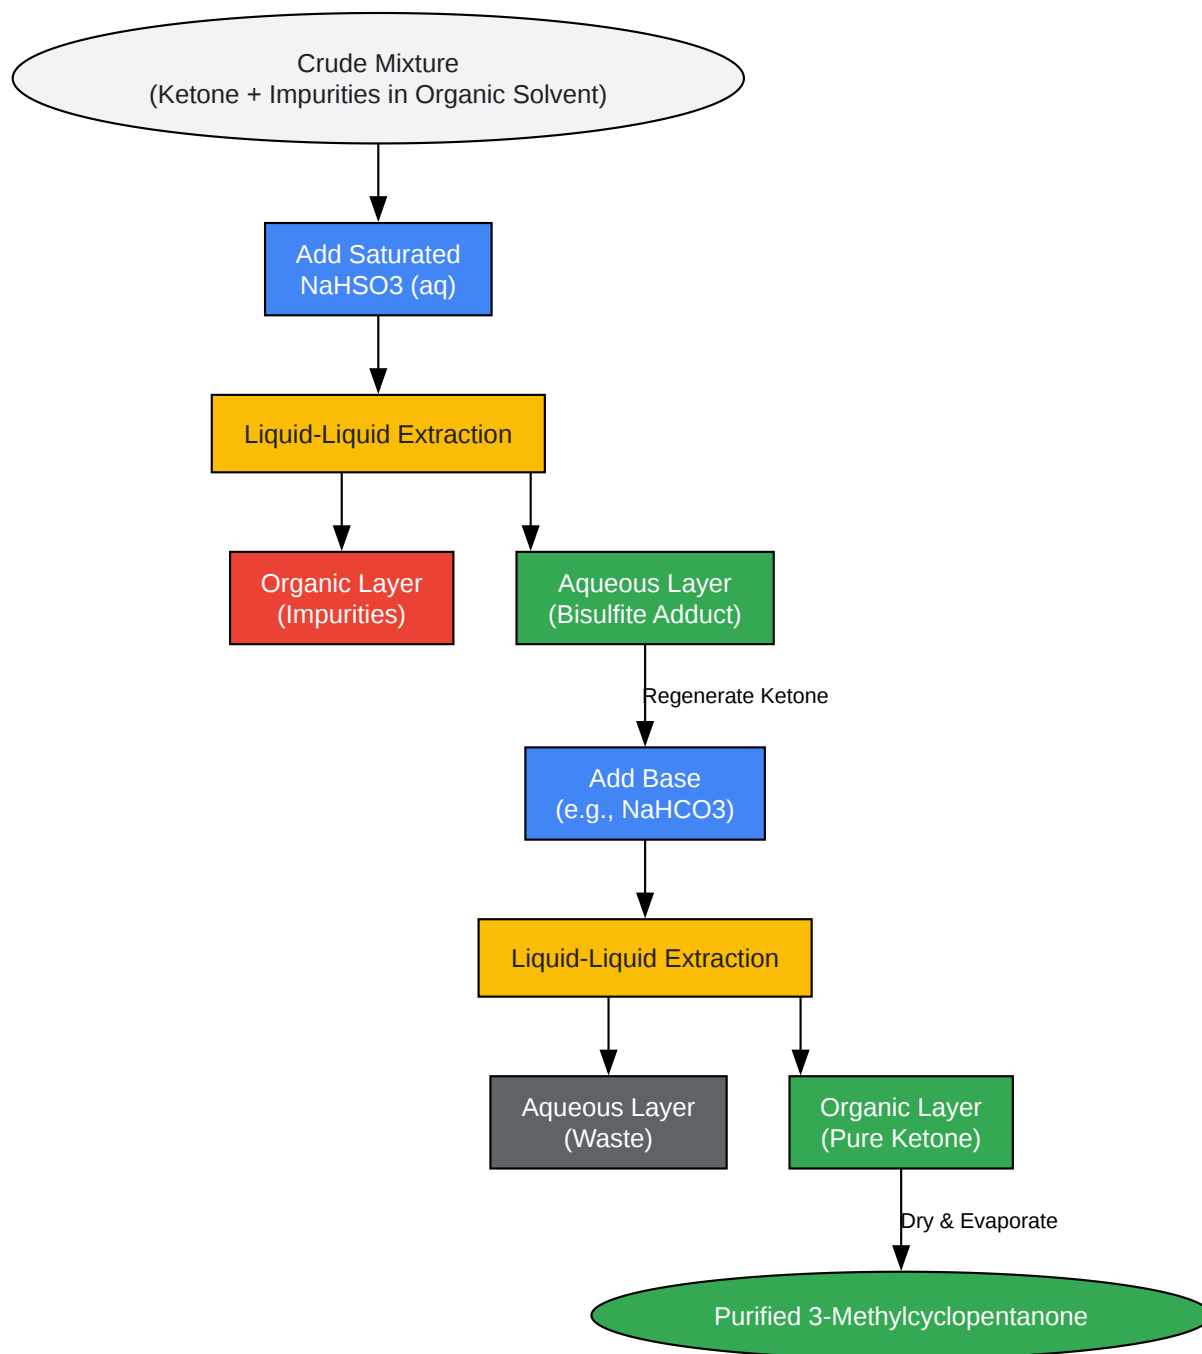 Crude Mixture
(Ketone + Impurities in Organic Solvent)
Add Saturated
NaHSO3 (aq)
Liquid-Liquid Extraction
Organic Layer
(Impurities)
Aqueous Layer
(Bisulfite Adduct)
Regenerate Ketone
Add Base
(e.g., NaHCO3)
Liquid-Liquid Extraction
Aqueous Layer
(Waste)
Organic Layer
(Pure Ketone)
Dry & Evaporate
Purified 3-Methylcyclopentanone